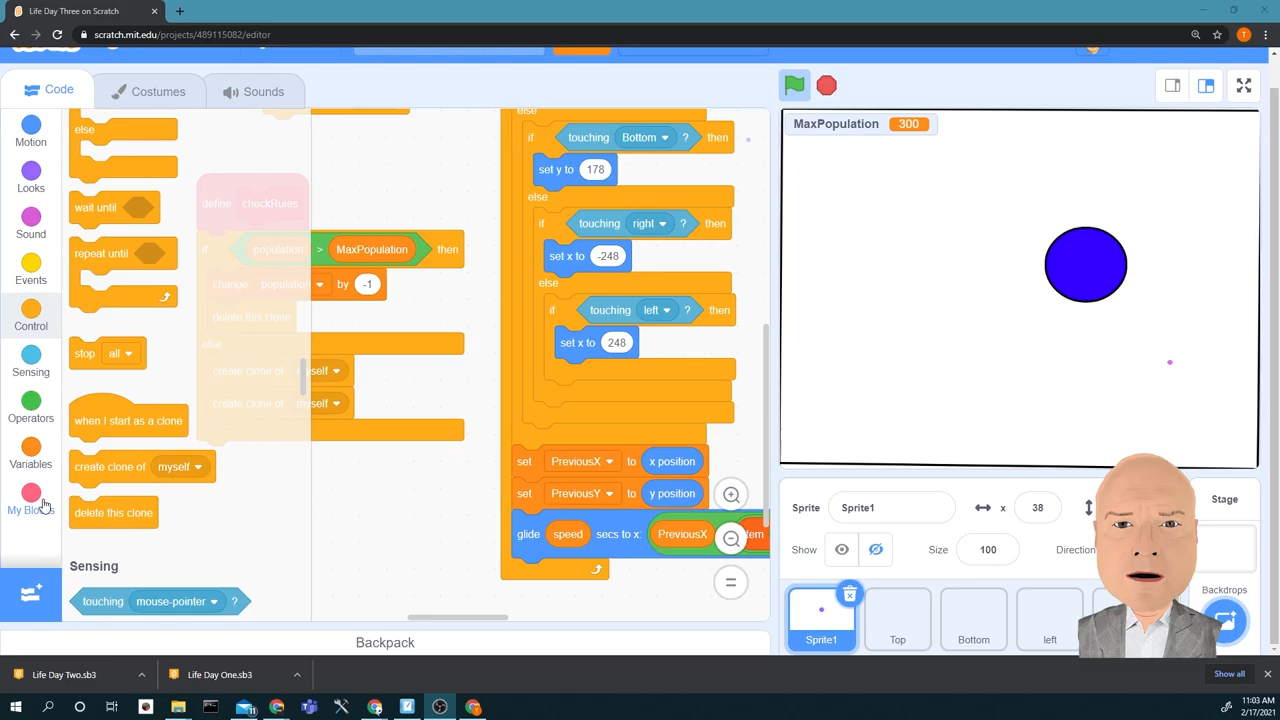 Life Day Three on Scratch
scratch.mit.edu/projects/489115082/editor
T
Code
Costumes
Sounds
Motion
Looks
Sound
Events
Control
Sensing
Operators
Variables
My Blo
else
wait until
repeat until
stop all
when I start as a clone
create clone of myself
delete this clone
Sensing
touching mouse-pointer ?
define checkRules
if population > MaxPopulation then
change population by -1
delete this clone
else
create clone of myself
create clone of myself
else
if touching Bottom ? then
set y to 178
else
if touching right ? then
set x to -248
else
if touching left ? then
set x to 248
set PreviousX to x position
set PreviousY to y position
glide speed secs to x: PreviousX
MaxPopulation 300
Sprite Sprite1 x 38
Show Size 100 Direction
Stage
Backdrops
Sprite1
Top
Bottom
left
Backpack
Life Day Two.sb3
Life Day One.sb3
Show all
11:03 AM
2/17/2021